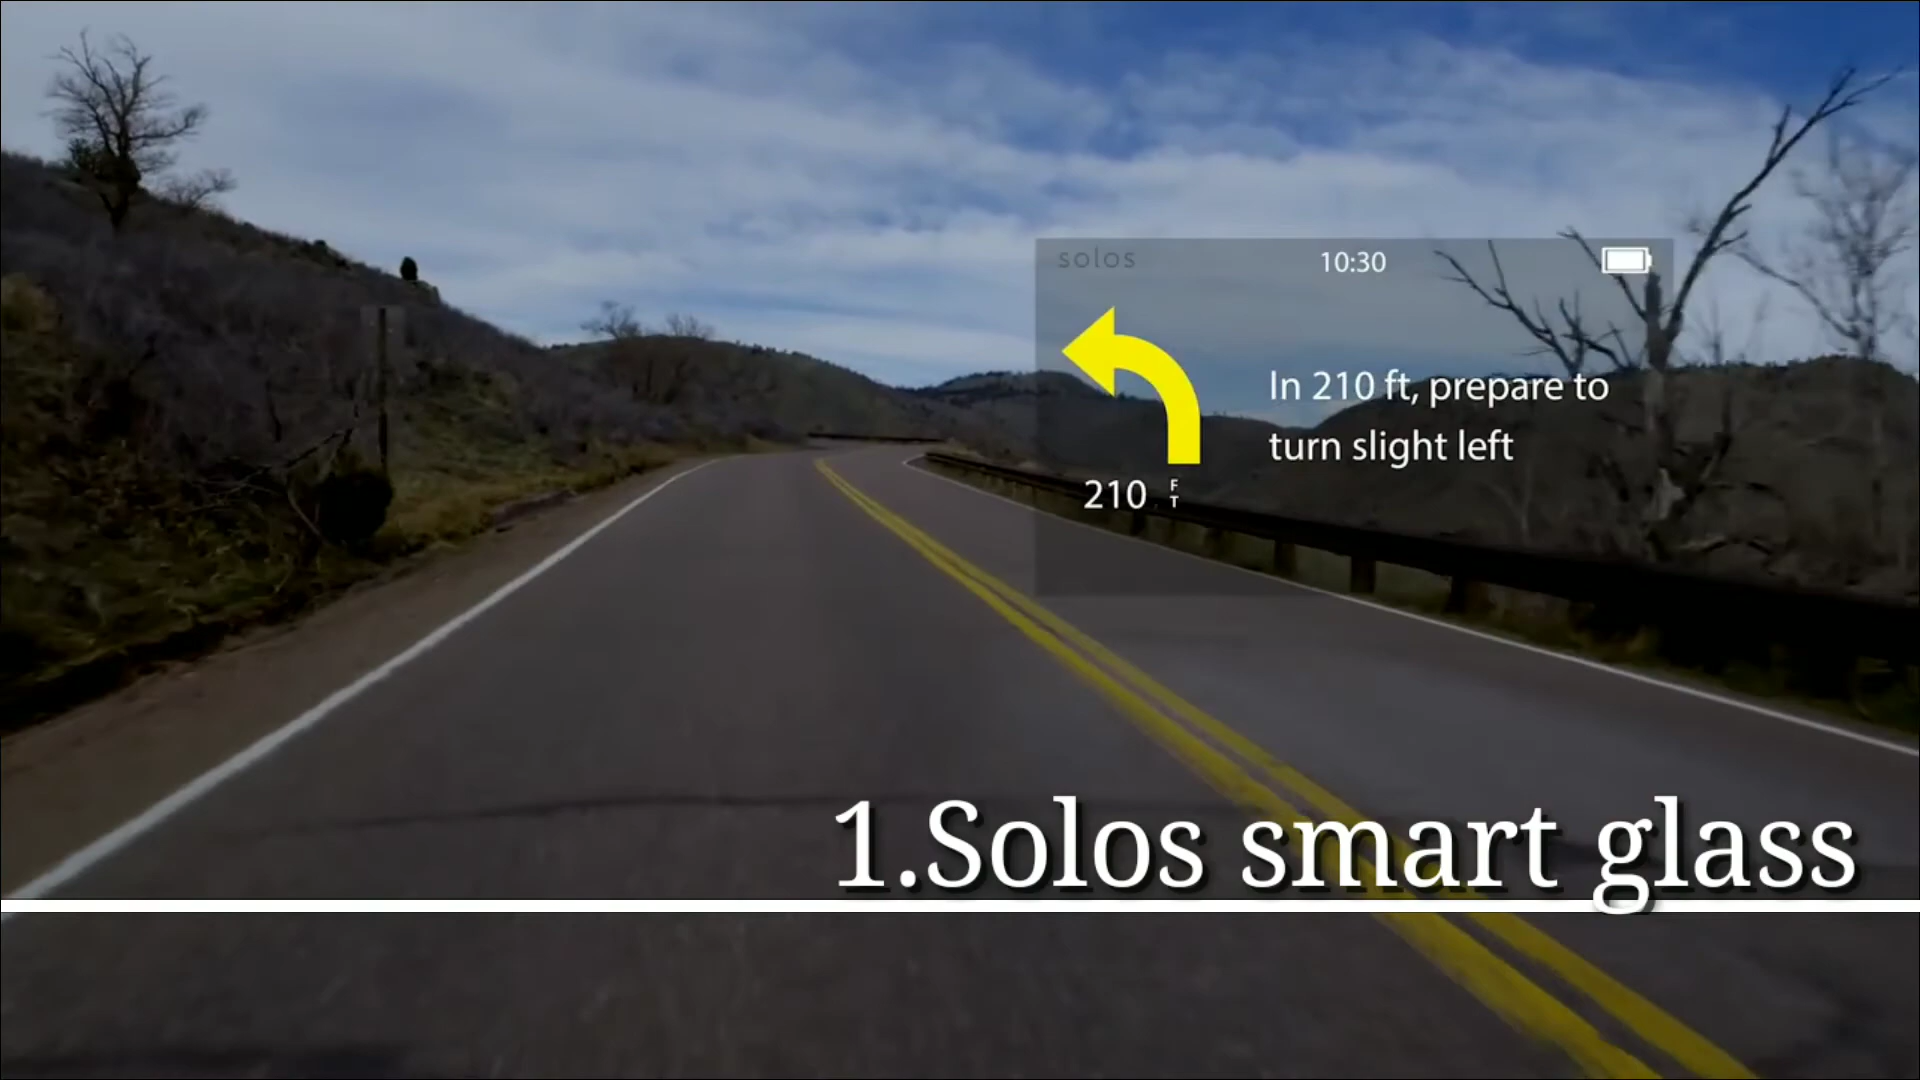 solos
10:30
In 210 ft, prepare to
turn slight left
210 FT
1.Solos smart glass